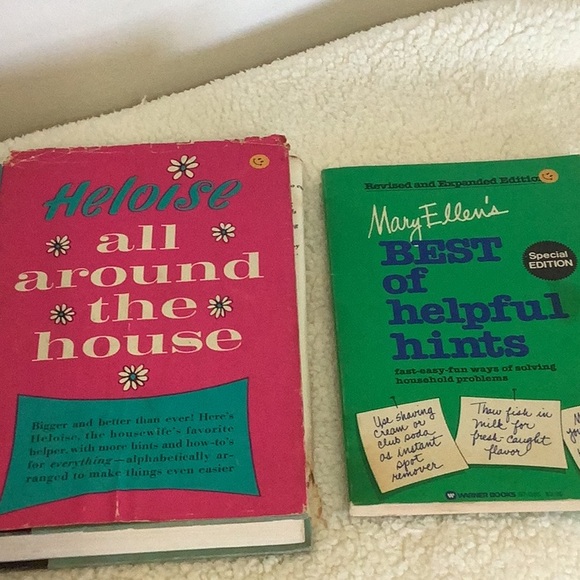 Heloise
all
around
the
house
Bigger and better than ever! Here's
Heloise, the housewife's favorite
helper, with more hints and how-to's
for everything—alphabetically ar-
ranged to make things even easier
Revised and Expanded Edition
Mary Ellen's
BEST
of
helpful
hints
Special
EDITION
fast-easy-fun ways of solving
household problems
Use shaving
cream or
club soda
as instant
spot
remover
Thaw fish in
milk for
fresh-caught
flavor
WARNER BOOKS